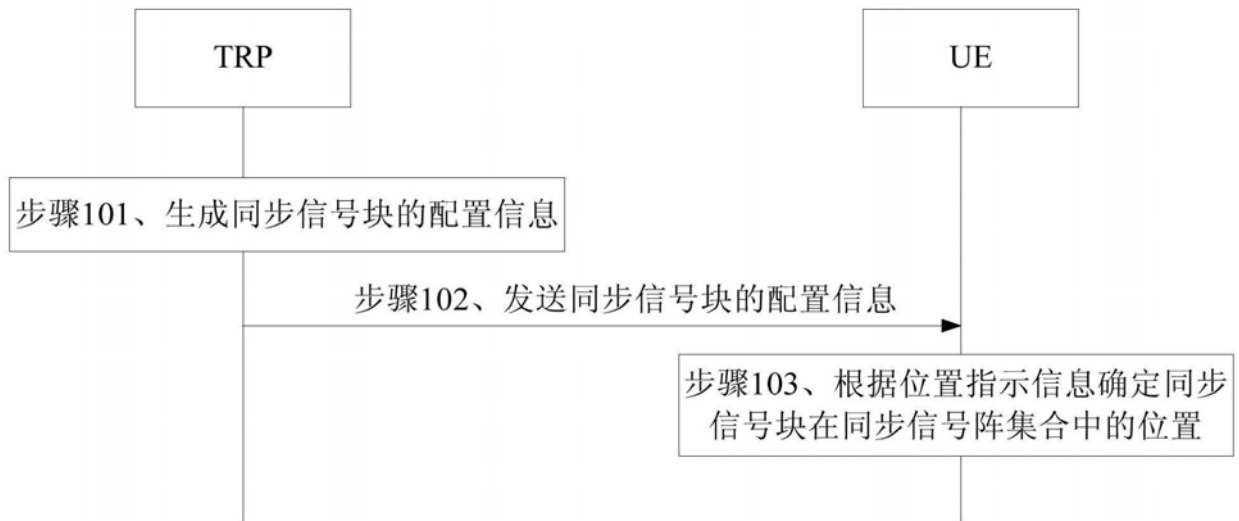 TRP
UE
步骤101、生成同步信号块的配置信息
步骤102、发送同步信号块的配置信息
步骤103、根据位置指示信息确定同步
信号块在同步信号阵集合中的位置